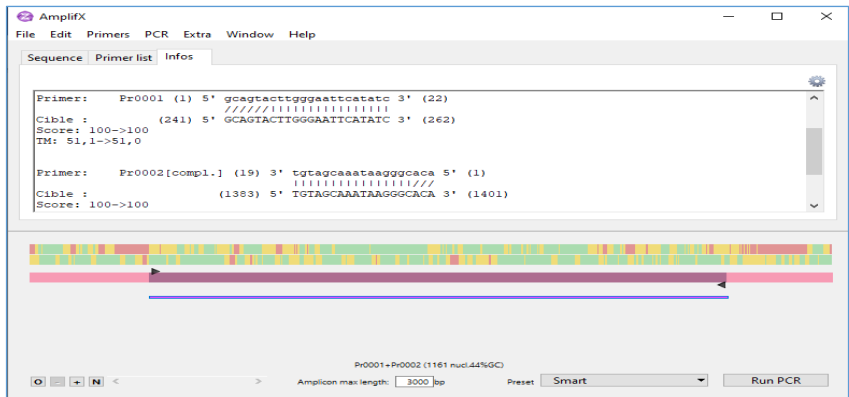 AmplifX
File Edit Primers PCR Extra Window Help
Sequence Primer list Infos
Primer: Pr0001 (1) 5' gcagtacttgggaattcatatc 3' (22)
//////||||||||||||||||
Cible : (241) 5' GCAGTACTTGGGAATTCATATC 3' (262)
Score: 100->100
TM: 51,1->51,0
Primer: Pr0002[compl.] (19) 3' tgtagcaaataagggcaca 5' (1)
||||||||||||||||///
Cible : (1383) 5' TGTAGCAAATAAGGGCACA 3' (1401)
Score: 100->100
Pr0001+Pr0002 (1161 nucl.44%GC)
O - + N < > Amplicon max length: 3000 bp Preset Smart Run PCR